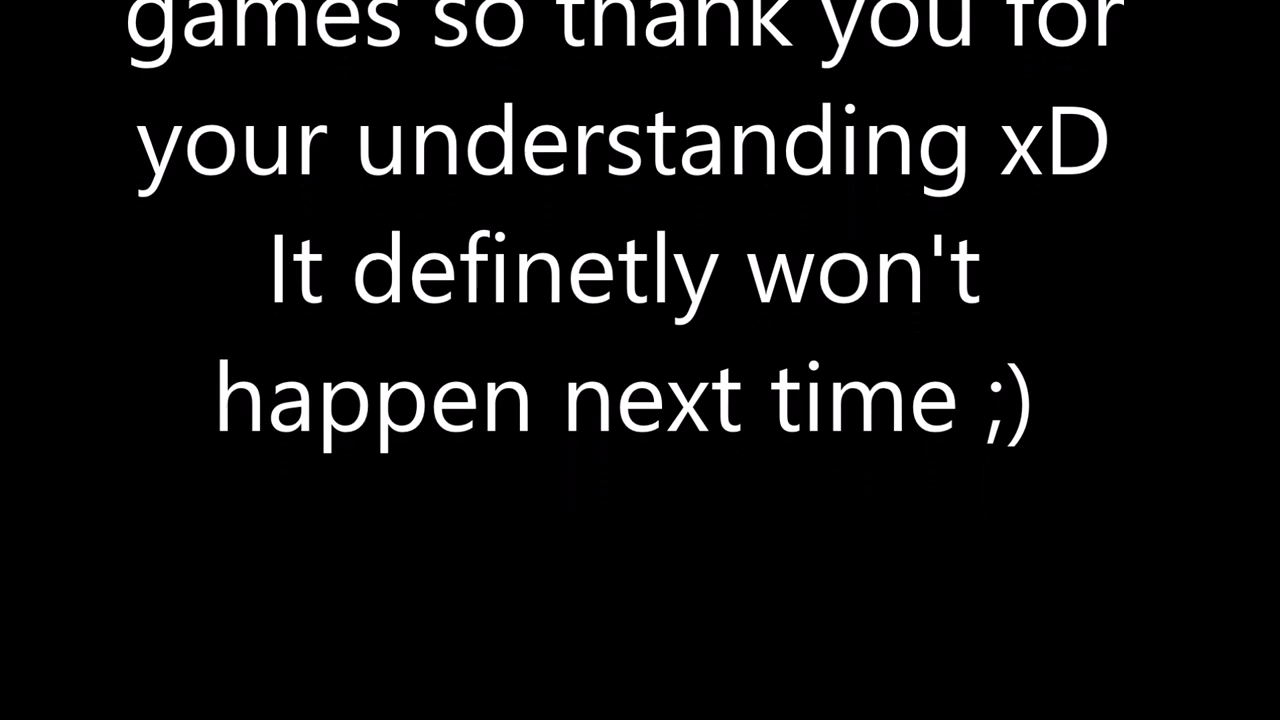 games so thank you for
your understanding xD
It definetly won't
happen next time ;)